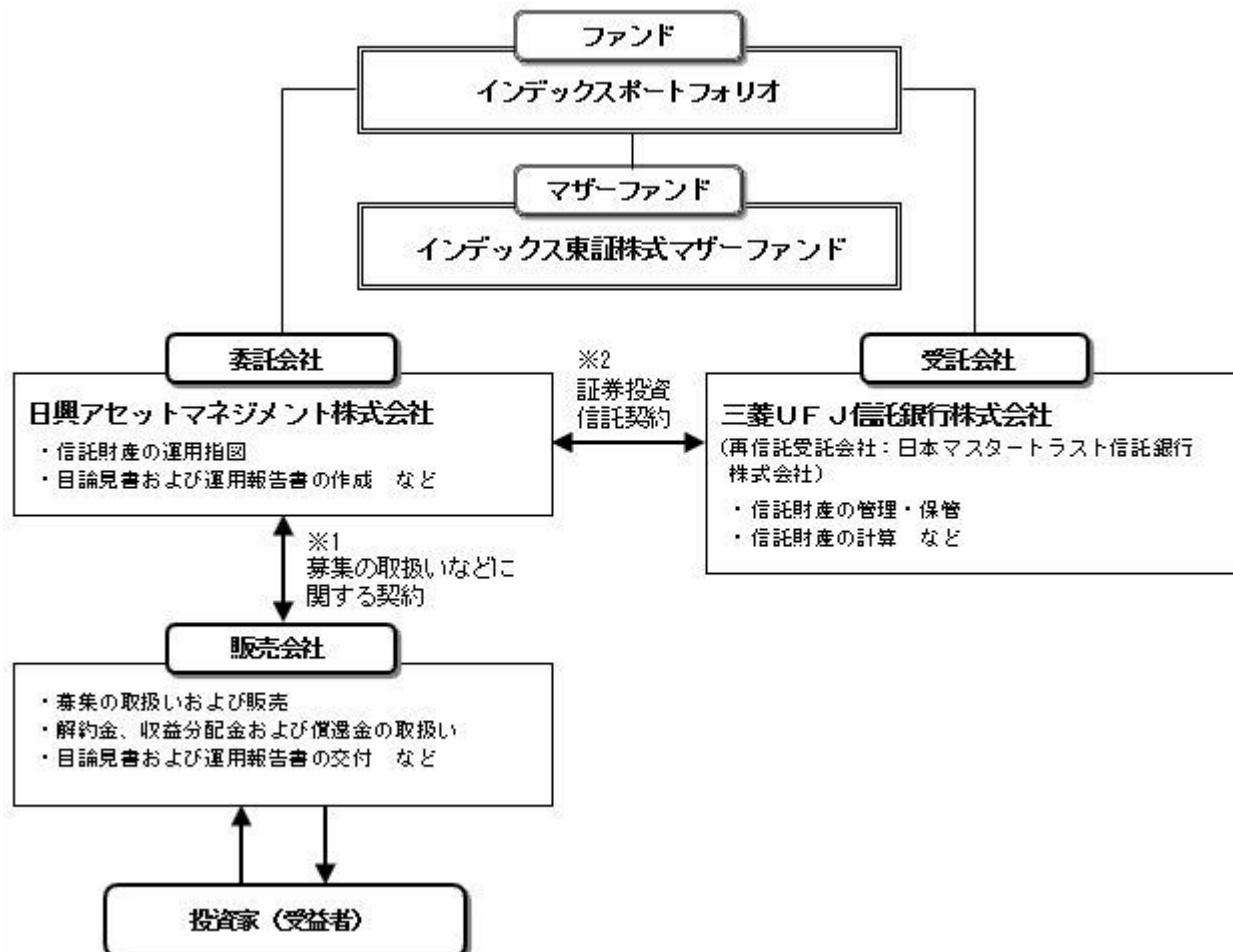 ファンド
インデックスポートフォリオ
マザーファンド
インデックス東証株式マザーファンド
委託会社
日興アセットマネジメント株式会社
・信託財産の運用指図
・目論見書および運用報告書の作成 など
※2
証券投資
信託契約
受託会社
三菱UFJ信託銀行株式会社
(再信託受託会社：日本マスタートラスト信託銀行
株式会社)
・信託財産の管理・保管
・信託財産の計算 など
※1
募集の取扱いなどに
関する契約
販売会社
・募集の取扱いおよび販売
・解約金、収益分配金および償還金の取扱い
・目論見書および運用報告書の交付 など
投資家（受益者）